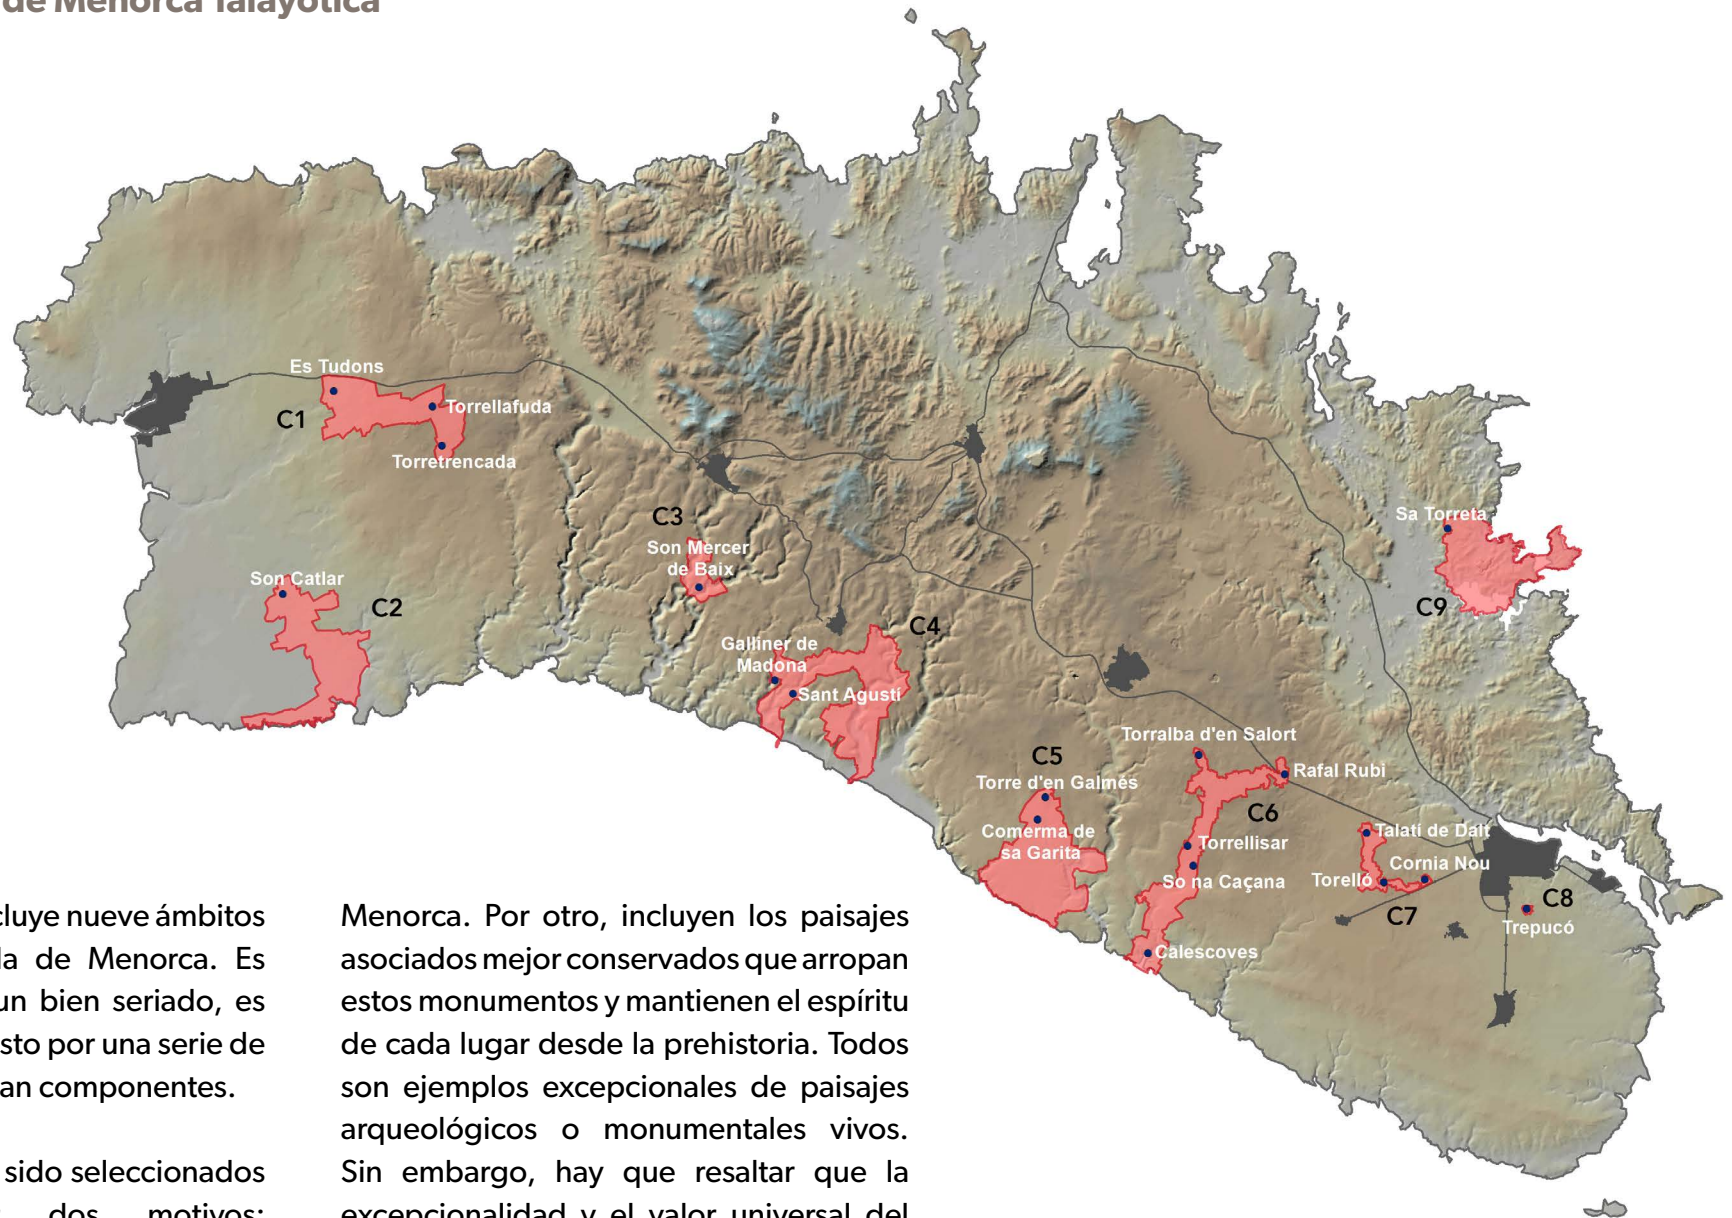 de Menorca Talayótica
Es Tudons
C1
Torrellafuda
Torretrencada
Son Catlar
C2
C3
Son Mercer
de Baix
C4
Galliner de
Madona
Sant Agustí
C5
Torre d'en Galmés
Comerma de
sa Garita
Torralba d'en Salort
Rafal Rubí
C6
Torrellisar
So na Caçana
Calescoves
Talatí de Dalt
Cornia Nou
Torelló
C7
C8
Trepucó
Sa Torreta
C9
cluye nueve ámbitos
la de Menorca. Es
un bien seriado, es
sto por una serie de
an componentes.
sido seleccionados
dos motivos:
Menorca. Por otro, incluyen los paisajes
asociados mejor conservados que arropan
estos monumentos y mantienen el espíritu
de cada lugar desde la prehistoria. Todos
son ejemplos excepcionales de paisajes
arqueológicos o monumentales vivos.
Sin embargo, hay que resaltar que la
excepcionalidad y el valor universal del